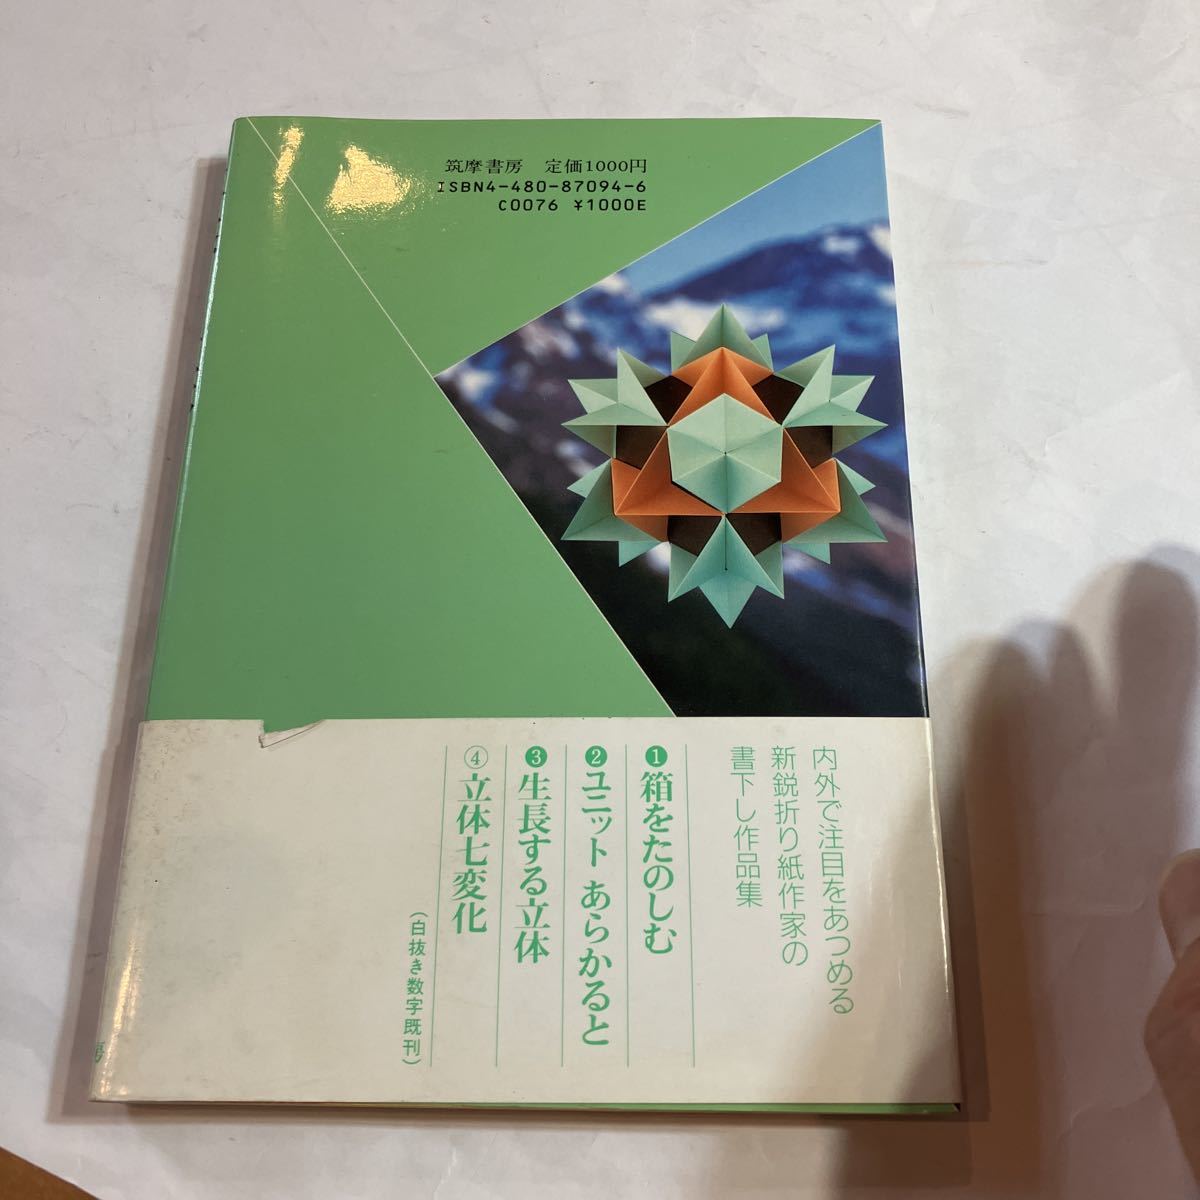 筑摩書房 定価1000円
ISBN4-480-87094-6
C0076 ¥1000E
内外で注目をあつめる
新鋭折り紙作家の
書下し作品集
❶箱をたのしむ
❷ユニット あらかると
❸生長する立体
④立体七変化
(白抜き数字既刊)